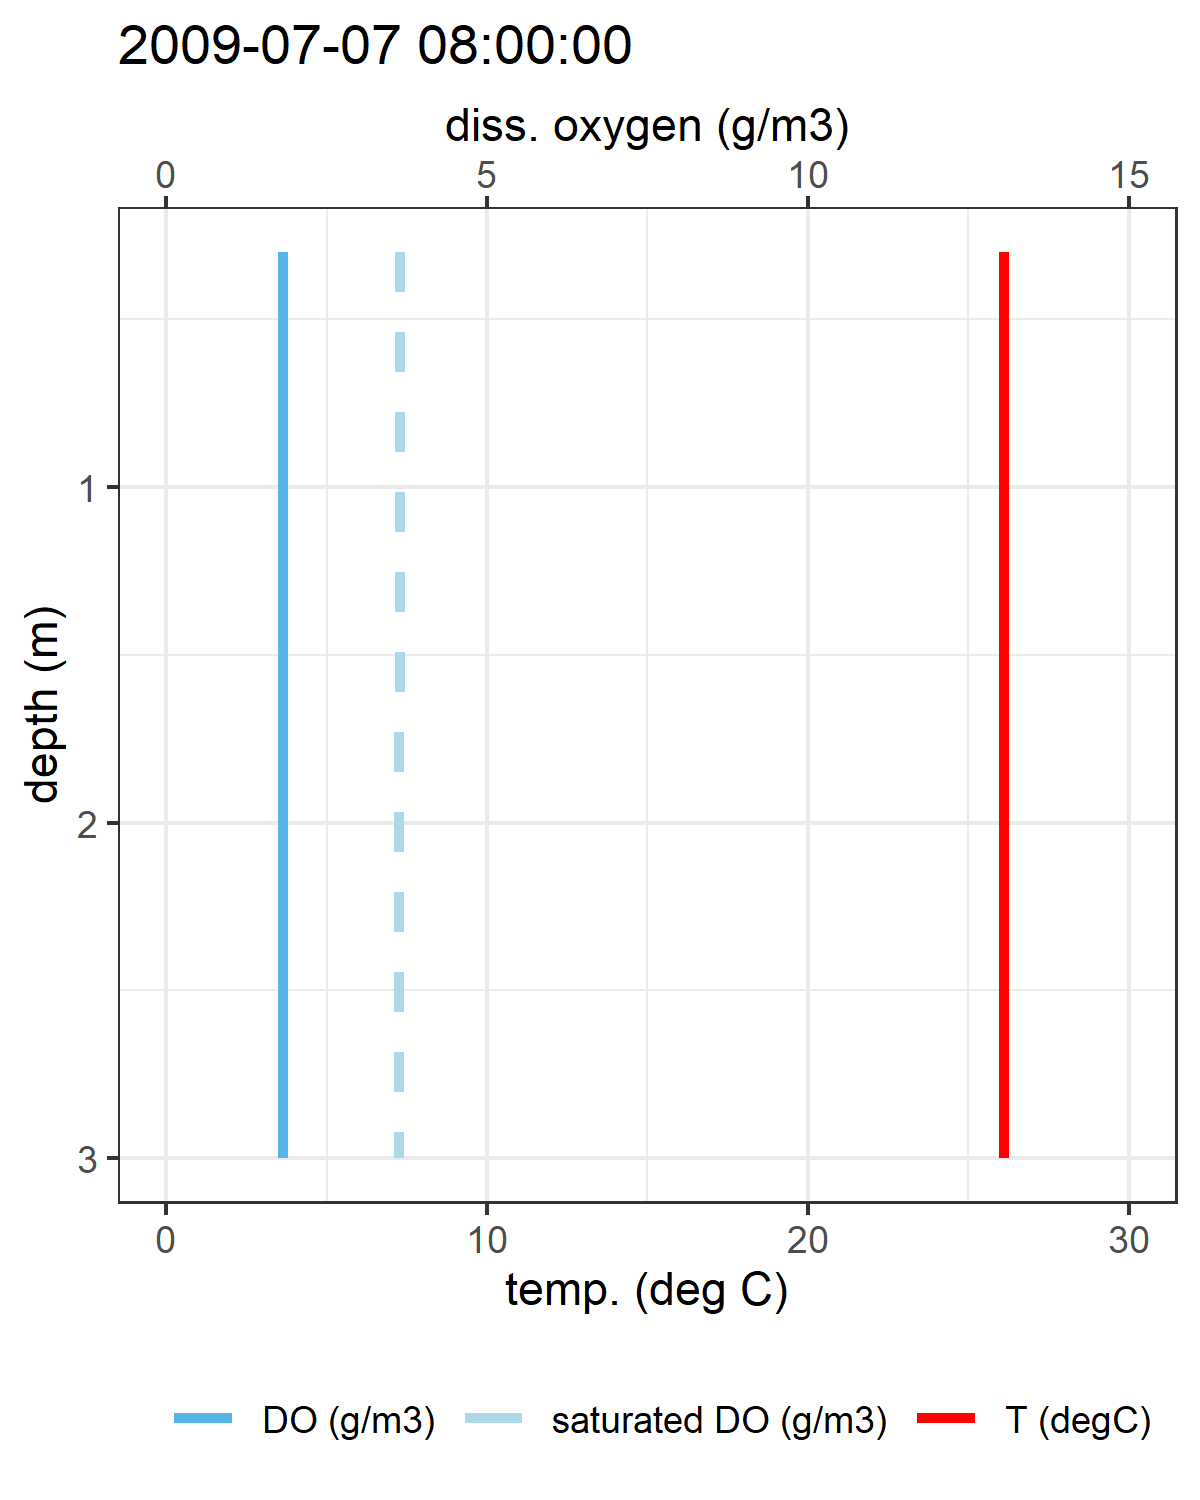 2009-07-07 08:00:00
diss. oxygen (g/m3)
0 5 10 15
depth (m)
1
2
3
0 10 20 30
temp. (deg C)
DO (g/m3) saturated DO (g/m3) T (degC)